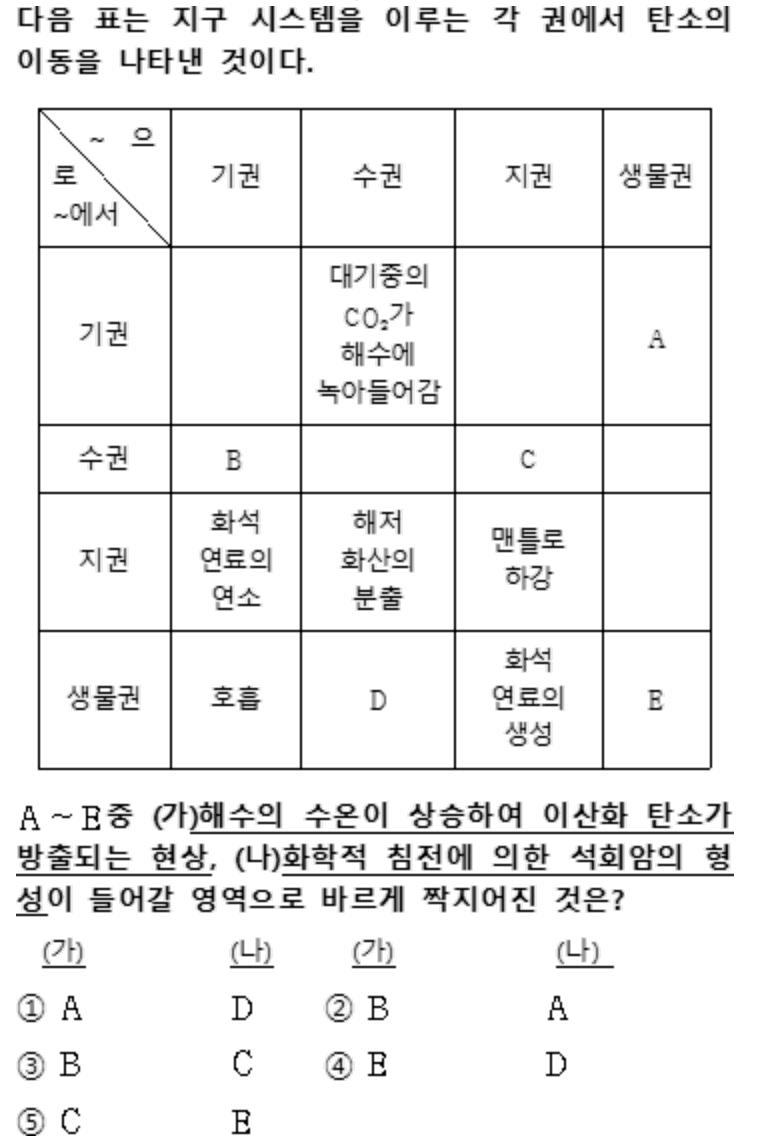 다음 표는 지구 시스템을 이루는 각 권에서 탄소의
이동을 나타낸 것이다.
~ 으
로
~에서
기권
수권
지권
생물권
기권
대기중의
CO₂가
해수에
녹아들어감
A
수권
B
C
지권
화석
연료의
연소
해저
화산의
분출
맨틀로
하강
생물권
호흡
D
화석
연료의
생성
E
A ~ E중 (가)해수의 수온이 상승하여 이산화 탄소가
방출되는 현상, (나)화학적 침전에 의한 석회암의 형
성이 들어갈 영역으로 바르게 짝지어진 것은?
(가) (나) (가) (나)
① A D ② B A
③ B C ④ E D
⑤ C E